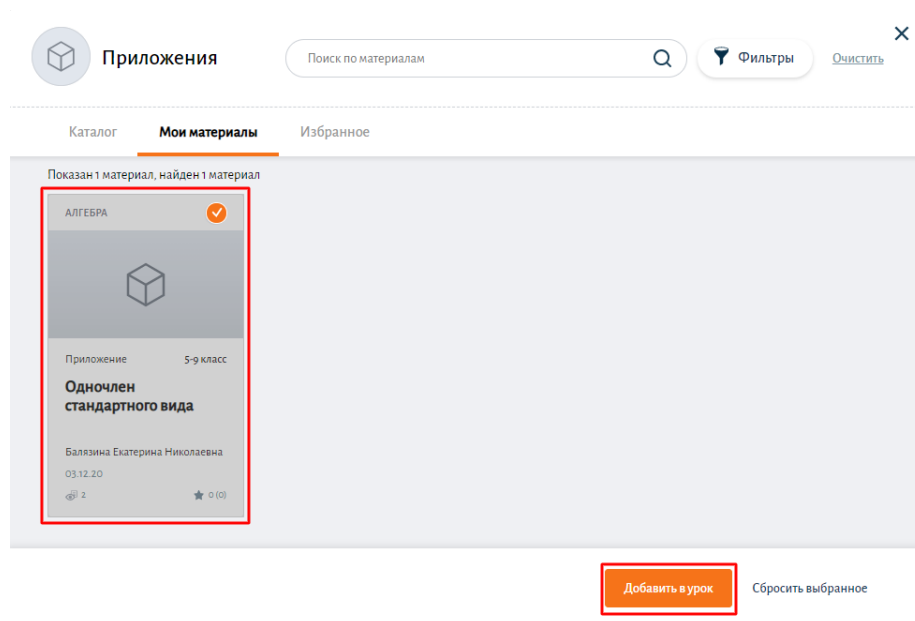 Приложения
Поиск по материалам
Фильтры
Очистить
Каталог Мои материалы Избранное
Показан 1 материал, найден 1 материал
АЛГЕБРА
Приложение 5-9 класс
Одночлен
стандартного вида
Балязина Екатерина Николаевна
03.12.20
2 0 (0)
Добавить в урок Сбросить выбранное